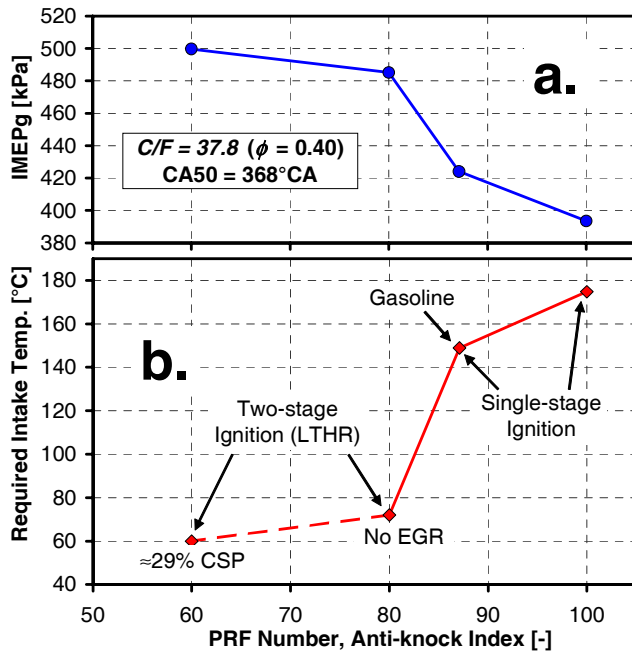 520
500
480
460
440
420
400
380
IMEPg [kPa]
a.
C/F = 37.8 (ϕ = 0.40)
CA50 = 368°CA
180
160
140
120
100
80
60
40
Required Intake Temp. [°C]
b.
Gasoline
Two-stage
Ignition (LTHR)
Single-stage
Ignition
No EGR
≈29% CSP
50 60 70 80 90 100
PRF Number, Anti-knock Index [-]